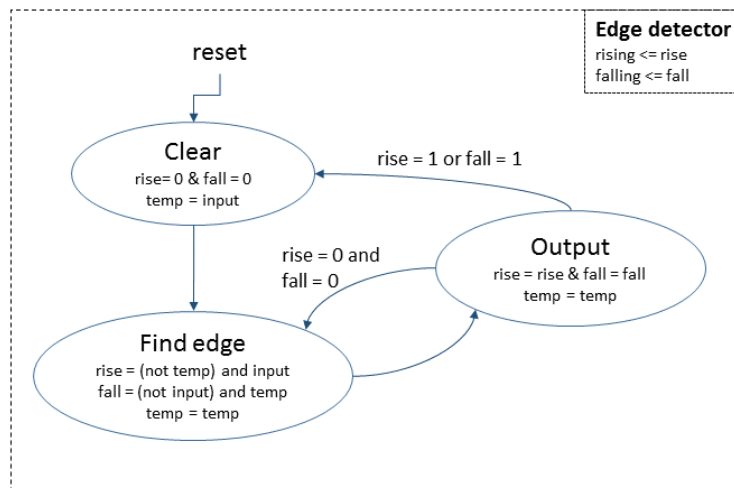 Edge detector
rising <= rise
falling <= fall
reset
Clear
rise= 0 & fall = 0
temp = input
rise = 1 or fall = 1
rise = 0 and
fall = 0
Output
rise = rise & fall = fall
temp = temp
Find edge
rise = (not temp) and input
fall = (not input) and temp
temp = temp